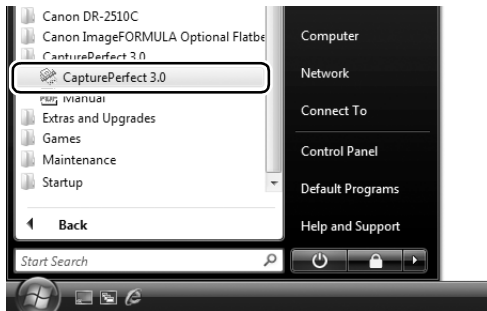 Canon DR-2510C
Canon ImageFORMULA Optional Flatbe
CapturePerfect 3.0
CapturePerfect 3.0
PDF Manual
Extras and Upgrades
Games
Maintenance
Startup
Back
Start Search
Computer
Network
Connect To
Control Panel
Default Programs
Help and Support